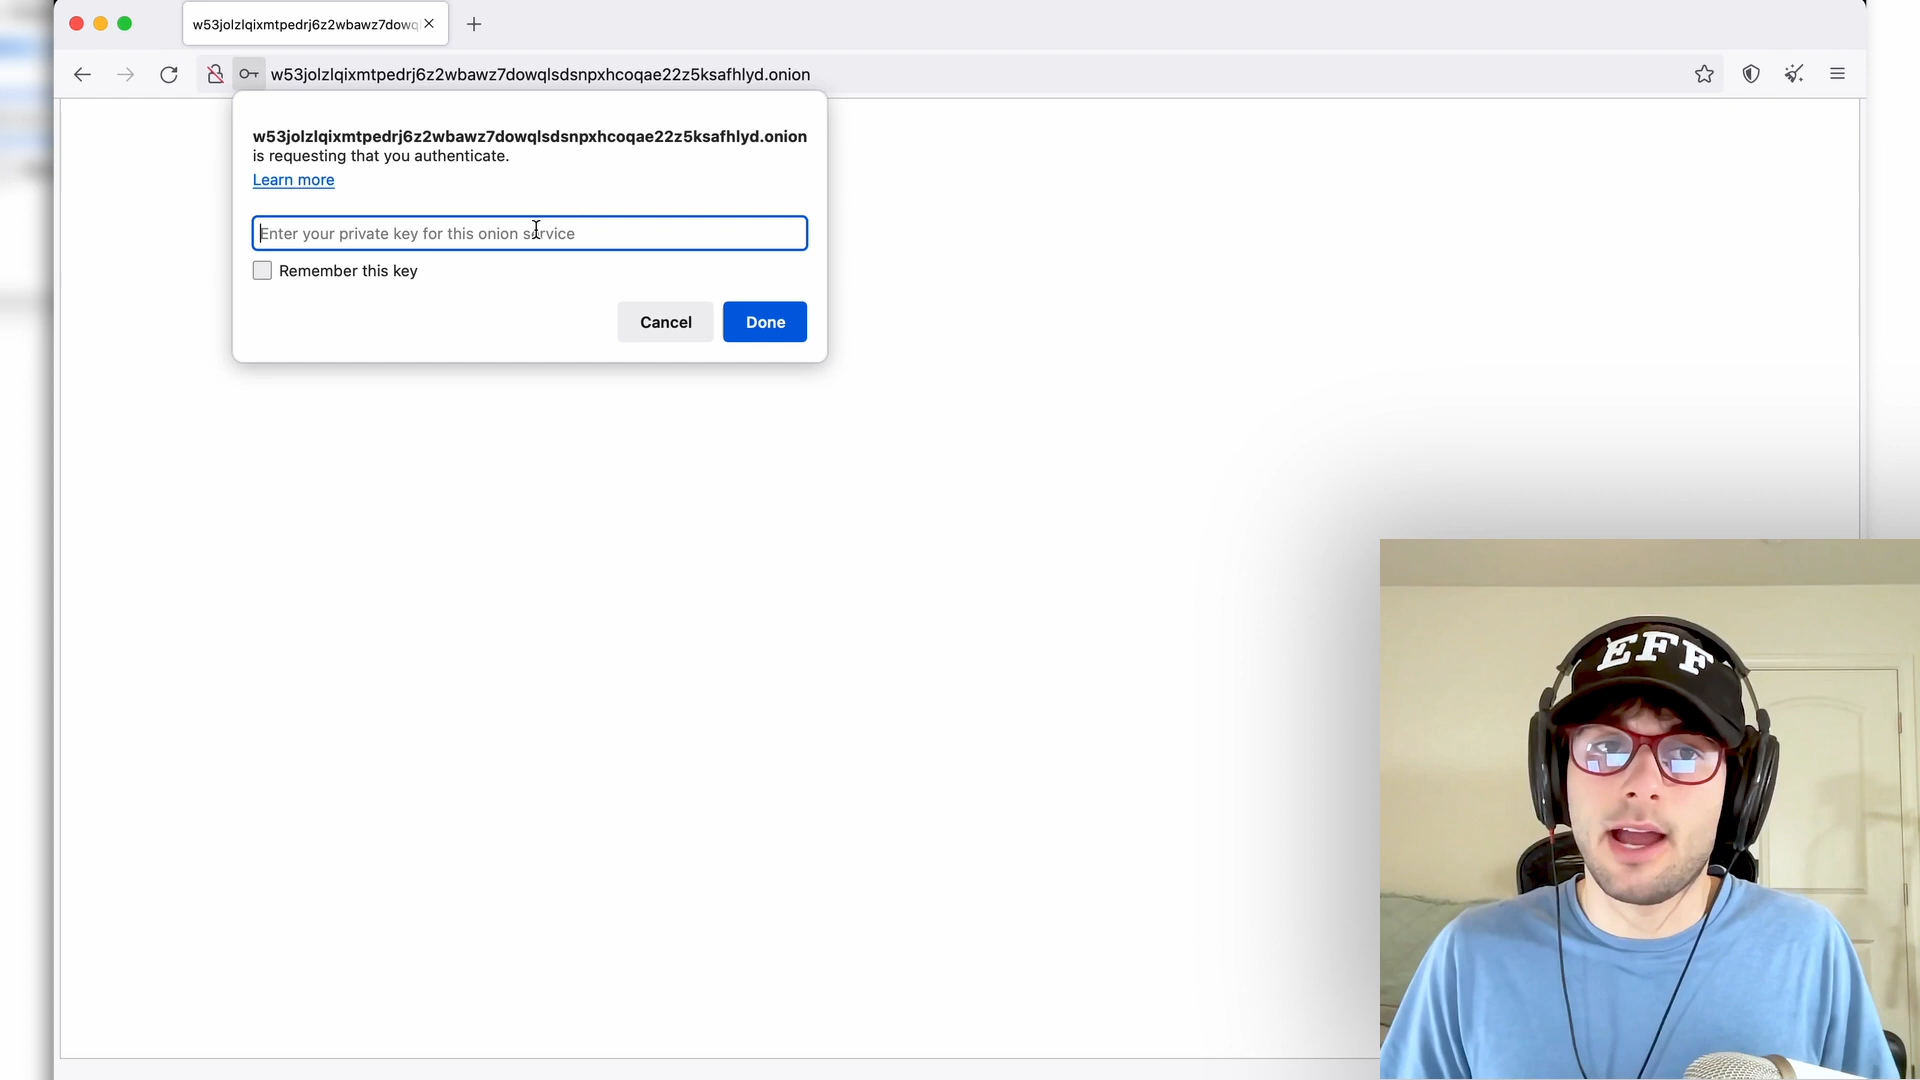 w53jolzlqixmtpedrj6z2wbawz7dowq
w53jolzlqixmtpedrj6z2wbawz7dowqlsdsnpxhcoqae22z5ksafhlyd.onion
w53jolzlqixmtpedrj6z2wbawz7dowqlsdsnpxhcoqae22z5ksafhlyd.onion
is requesting that you authenticate.
Learn more
Enter your private key for this onion service
Remember this key
Cancel
Done
EFF